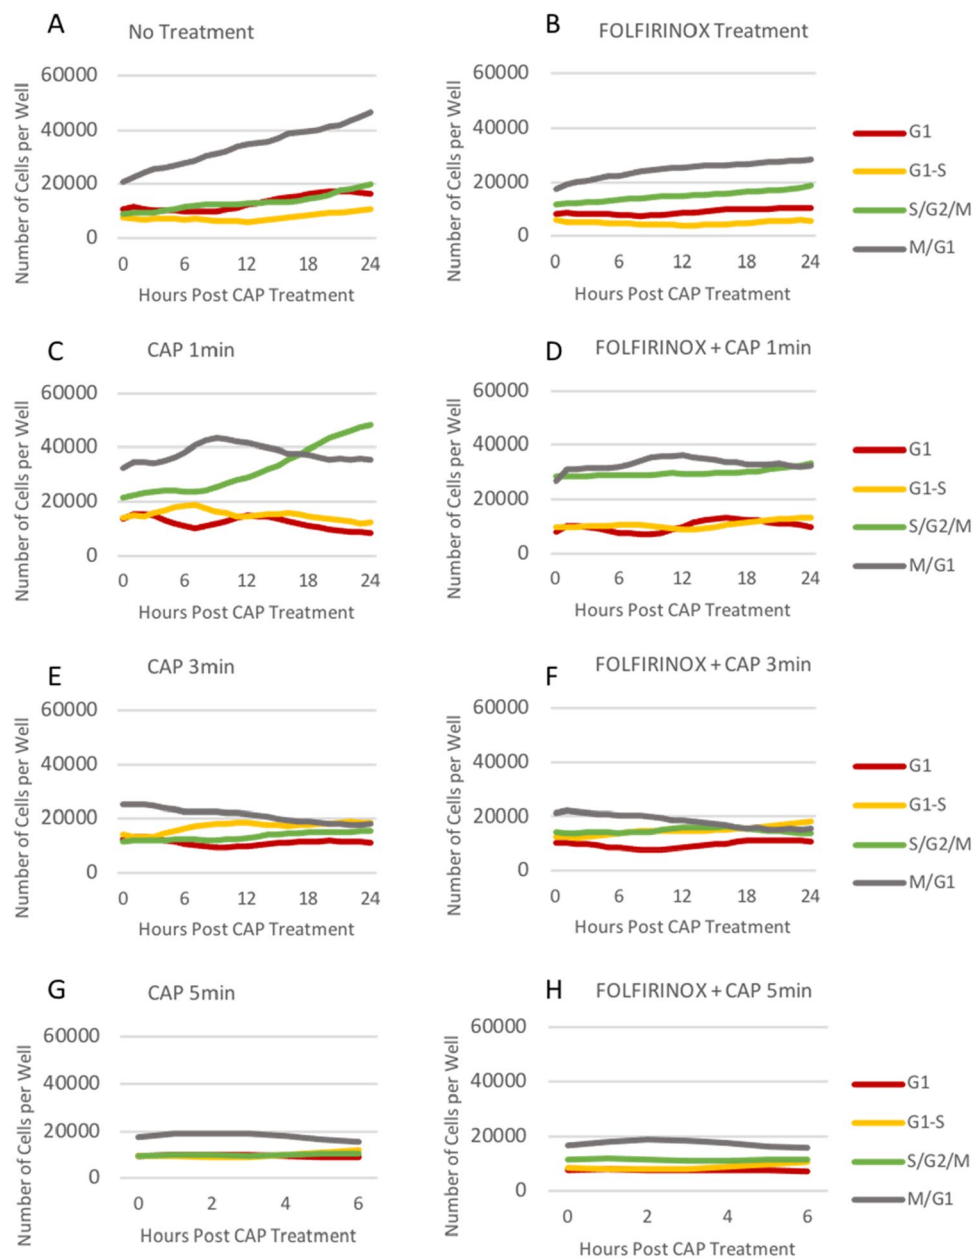 A
No Treatment
Number of Cells per Well
60000
40000
20000
0
0 6 12 18 24
Hours Post CAP Treatment
B
FOLFIRINOX Treatment
Number of Cells per Well
60000
40000
20000
0
0 6 12 18 24
Hours Post CAP Treatment
G1
G1-S
S/G2/M
M/G1
C
CAP 1min
Number of Cells per Well
60000
40000
20000
0
0 6 12 18 24
Hours Post CAP Treatment
D
FOLFIRINOX + CAP 1min
Number of Cells per Well
60000
40000
20000
0
0 6 12 18 24
Hours Post CAP Treatment
G1
G1-S
S/G2/M
M/G1
E
CAP 3min
Number of Cells per Well
60000
40000
20000
0
0 6 12 18 24
Hours Post CAP Treatment
F
FOLFIRINOX + CAP 3min
Number of Cells per Well
60000
40000
20000
0
0 6 12 18 24
Hours Post CAP Treatment
G1
G1-S
S/G2/M
M/G1
G
CAP 5min
Number of Cells per Well
60000
40000
20000
0
0 2 4 6
Hours Post CAP Treatment
H
FOLFIRINOX + CAP 5min
Number of Cells per Well
60000
40000
20000
0
0 2 4 6
Hours Post CAP Treatment
G1
G1-S
S/G2/M
M/G1